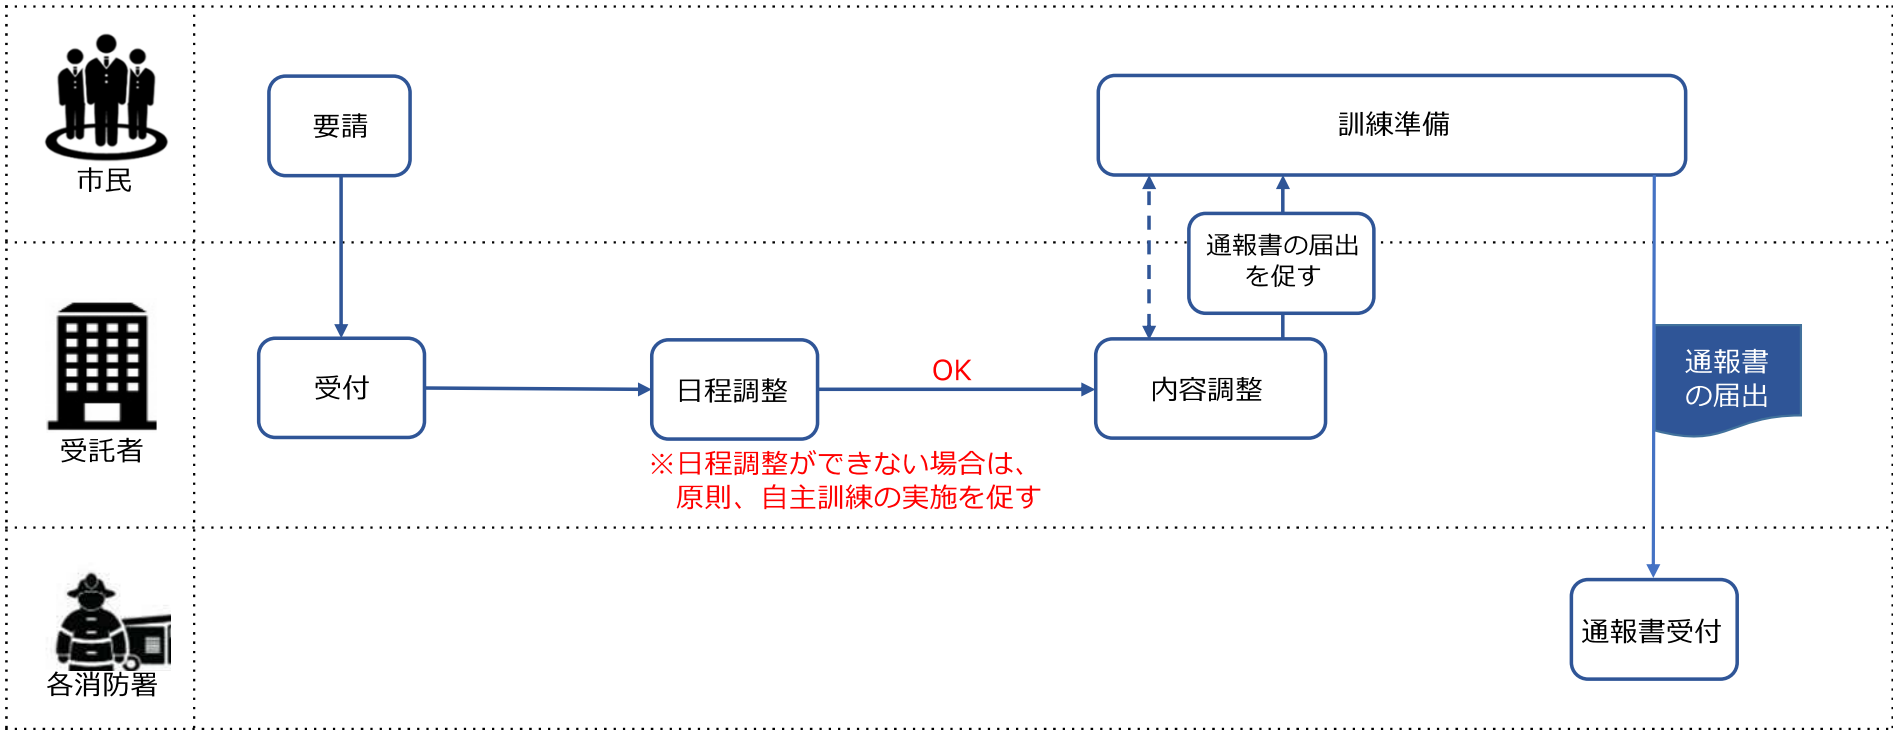 市民
要請
訓練準備
通報書の届出
を促す
受託者
受付
日程調整
OK
内容調整
通報書
の届出
※日程調整ができない場合は、
原則、自主訓練の実施を促す
各消防署
通報書受付